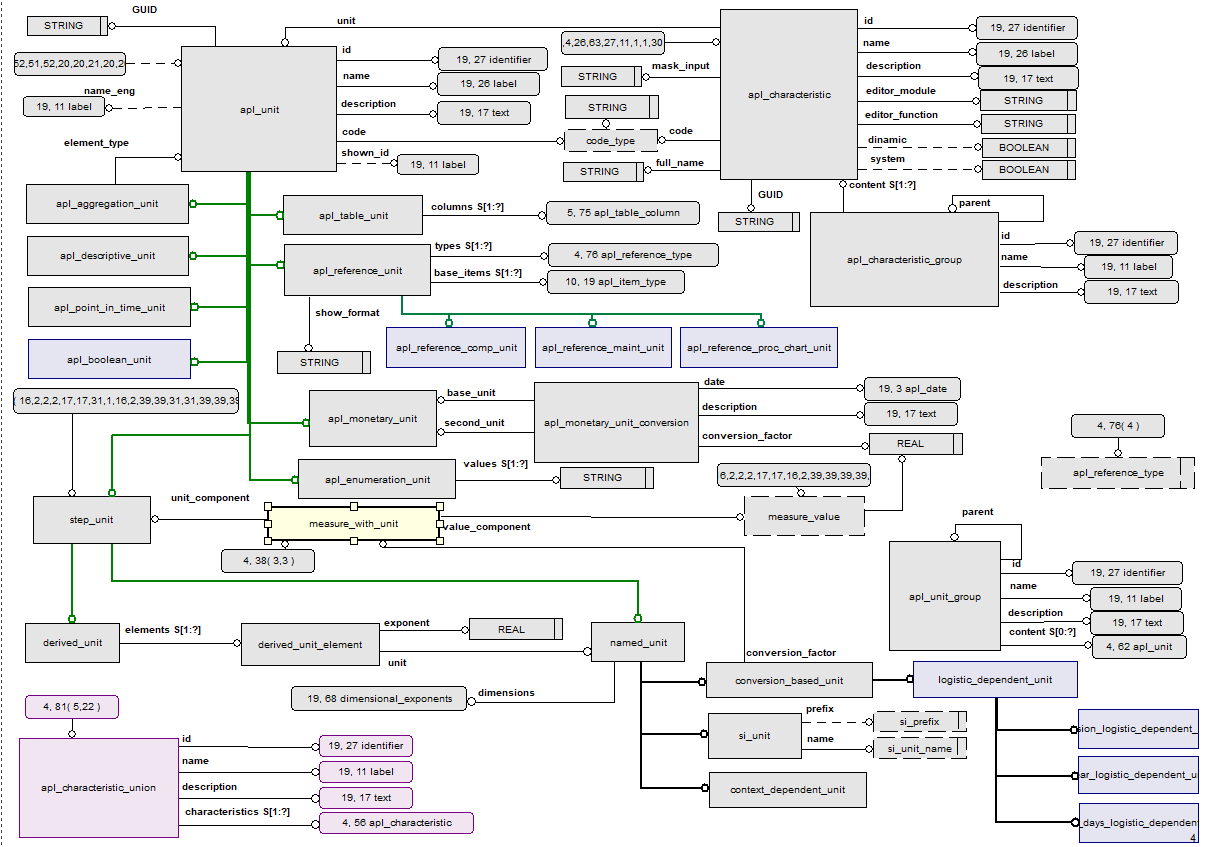 GUID
STRING
unit
id
19, 27 identifier
name
19, 26 label
description
19, 17 text
code
shown_id
19, 11 label
52,51,52,20,20,21,20,2
name_eng
19, 11 label
element_type
apl_unit
,4,26,63,27,11,1,1,30
mask_input
STRING
STRING
code_type
code
full_name
STRING
apl_characteristic
id
19, 27 identifier
name
19, 26 label
description
19, 17 text
editor_module
STRING
editor_function
STRING
dinamic
BOOLEAN
system
BOOLEAN
GUID
STRING
content S[1:?]
parent
apl_characteristic_group
id
19, 27 identifier
name
19, 11 label
description
19, 17 text
apl_aggregation_unit
apl_descriptive_unit
apl_point_in_time_unit
apl_boolean_unit
apl_table_unit
columns S[1:?]
5, 75 apl_table_column
apl_reference_unit
types S[1:?]
4, 76 apl_reference_type
base_items S[1:?]
10, 19 apl_item_type
show_format
STRING
apl_reference_comp_unit
apl_reference_maint_unit
apl_reference_proc_chart_unit
( 16,2,2,2,17,17,31,1,16,2,39,39,31,31,39,39,39
apl_monetary_unit
base_unit
second_unit
apl_monetary_unit_conversion
date
19, 3 apl_date
description
19, 17 text
conversion_factor
REAL
apl_enumeration_unit
values S[1:?]
STRING
6,2,2,2,17,17,16,2,39,39,39,39,
4, 76( 4 )
apl_reference_type
step_unit
unit_component
measure_with_unit
value_component
measure_value
4, 38( 3,3 )
parent
apl_unit_group
id
19, 27 identifier
name
19, 11 label
description
19, 17 text
content S[0:?]
4, 62 apl_unit
derived_unit
elements S[1:?]
derived_unit_element
exponent
REAL
unit
named_unit
19, 68 dimensional_exponents
dimensions
conversion_factor
conversion_based_unit
logistic_dependent_unit
si_unit
prefix
si_prefix
name
si_unit_name
context_dependent_unit
sion_logistic_dependent_
ar_logistic_dependent_u
_days_logistic_dependen
4
4, 81( 5,22 )
apl_characteristic_union
id
19, 27 identifier
name
19, 11 label
description
19, 17 text
characteristics S[1:?]
4, 56 apl_characteristic